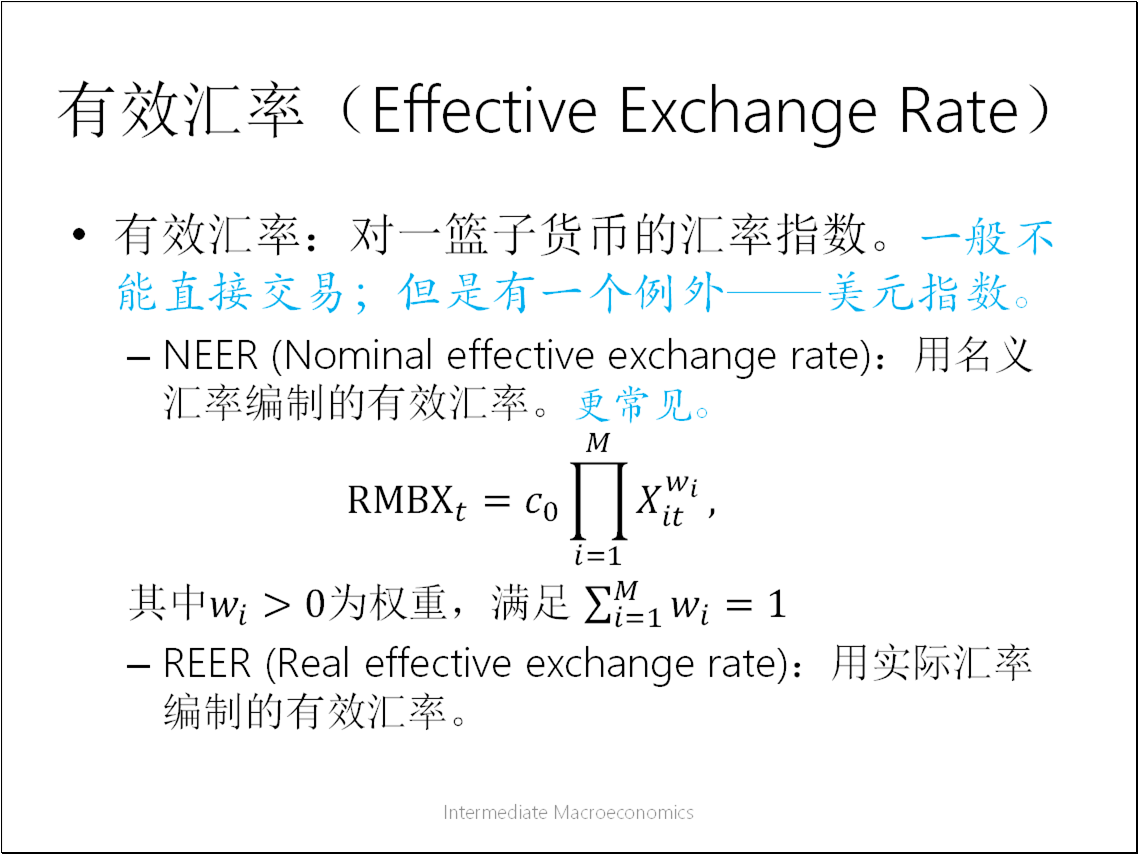 有效汇率（Effective Exchange Rate）
• 有效汇率：对一篮子货币的汇率指数。一般不
能直接交易；但是有一个例外——美元指数。
– NEER (Nominal effective exchange rate)：用名义
汇率编制的有效汇率。更常见。
$\mathrm{RMBX}_t = c_0 \prod_{i=1}^{M} X_{it}^{w_i},$
其中$w_i > 0$为权重，满足 $\sum_{i=1}^{M} w_i = 1$
– REER (Real effective exchange rate)：用实际汇率
编制的有效汇率。
Intermediate Macroeconomics